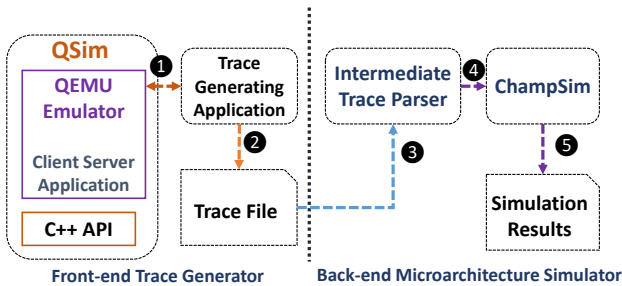 QSim
QEMU
Emulator
Client Server
Application
C++ API
1
Trace
Generating
Application
2
Trace File
3
Intermediate
Trace Parser
4
ChampSim
5
Simulation
Results
Front-end Trace Generator
Back-end Microarchitecture Simulator